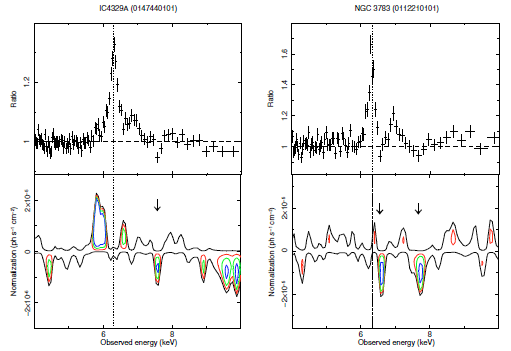 IC4329A (0147440101)
Ratio
1.2
1
Normalization (ph s⁻¹ cm⁻²)
2×10⁻⁵
0
−2×10⁻⁵
6
8
Observed energy (keV)
NGC 3783 (0112210101)
Ratio
1.6
1.4
1.2
1
Normalization (ph s⁻¹ cm⁻²)
2×10⁻⁵
0
−2×10⁻⁵
6
8
Observed energy (keV)